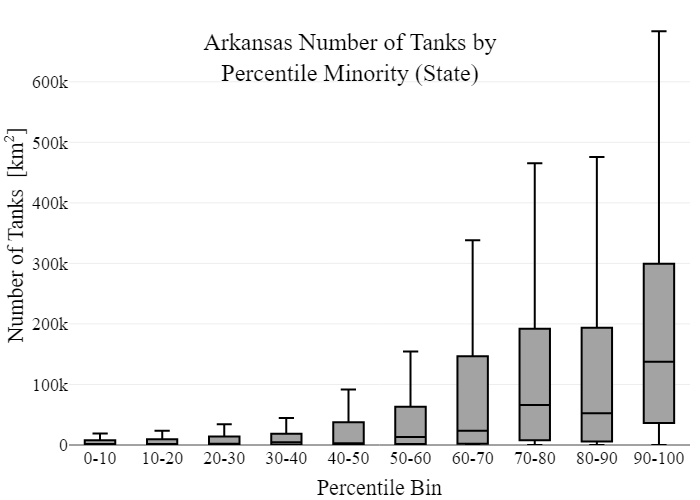 Arkansas Number of Tanks by
Percentile Minority (State)
Number of Tanks [km²]
600k
500k
400k
300k
200k
100k
0
0-10 10-20 20-30 30-40 40-50 50-60 60-70 70-80 80-90 90-100
Percentile Bin